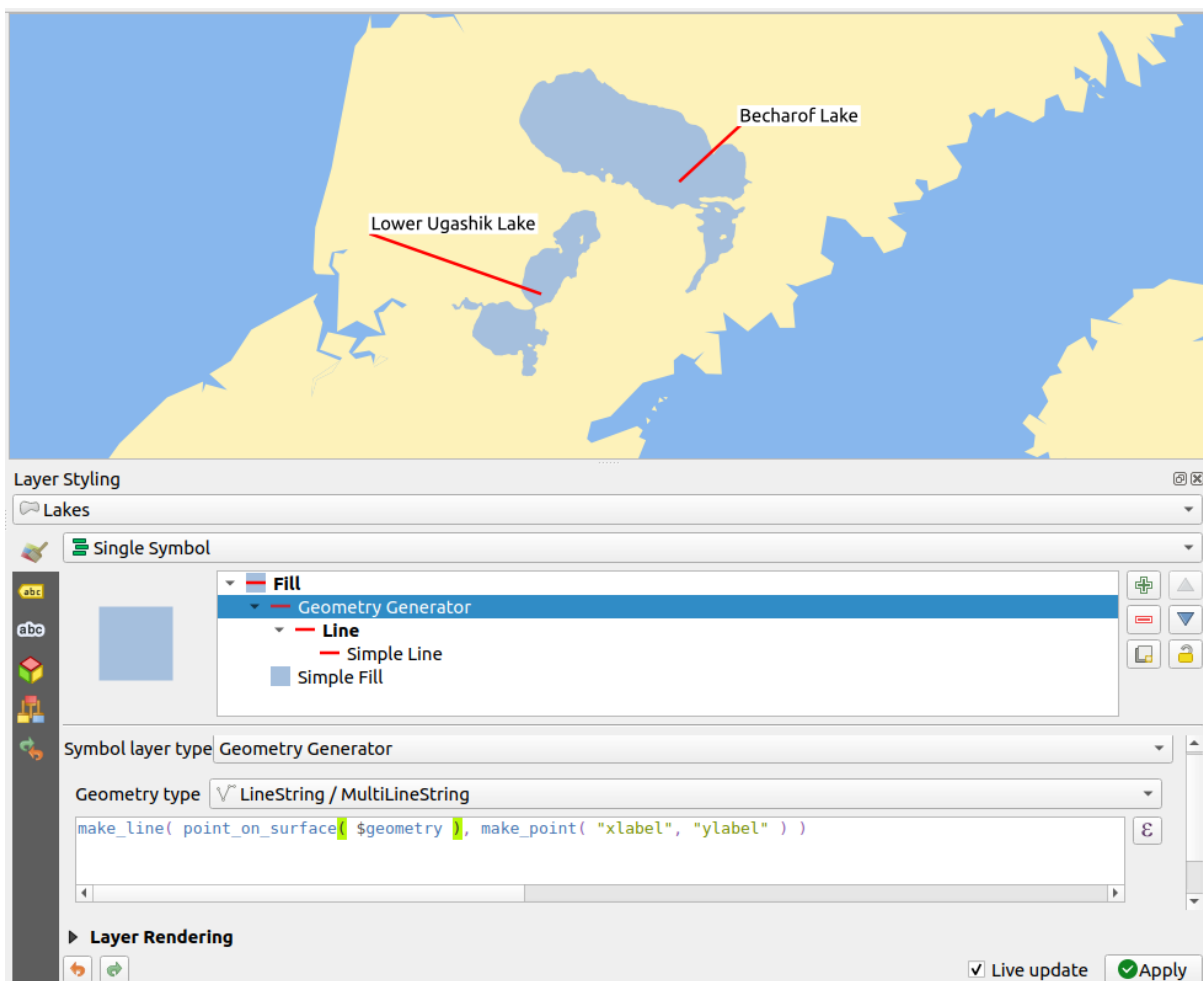 Becharof Lake
Lower Ugashik Lake
Layer Styling
Lakes
Single Symbol
abc
abc
Fill
Geometry Generator
Line
Simple Line
Simple Fill
Symbol layer type Geometry Generator
Geometry type LineString / MultiLineString
make_line( point_on_surface( $geometry ), make_point( "xlabel", "ylabel" ) )
ε
Layer Rendering
Live update Apply